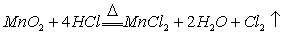 MnO₂ + 4HCl ≜ MnCl₂ + 2H₂O + Cl₂ ↑